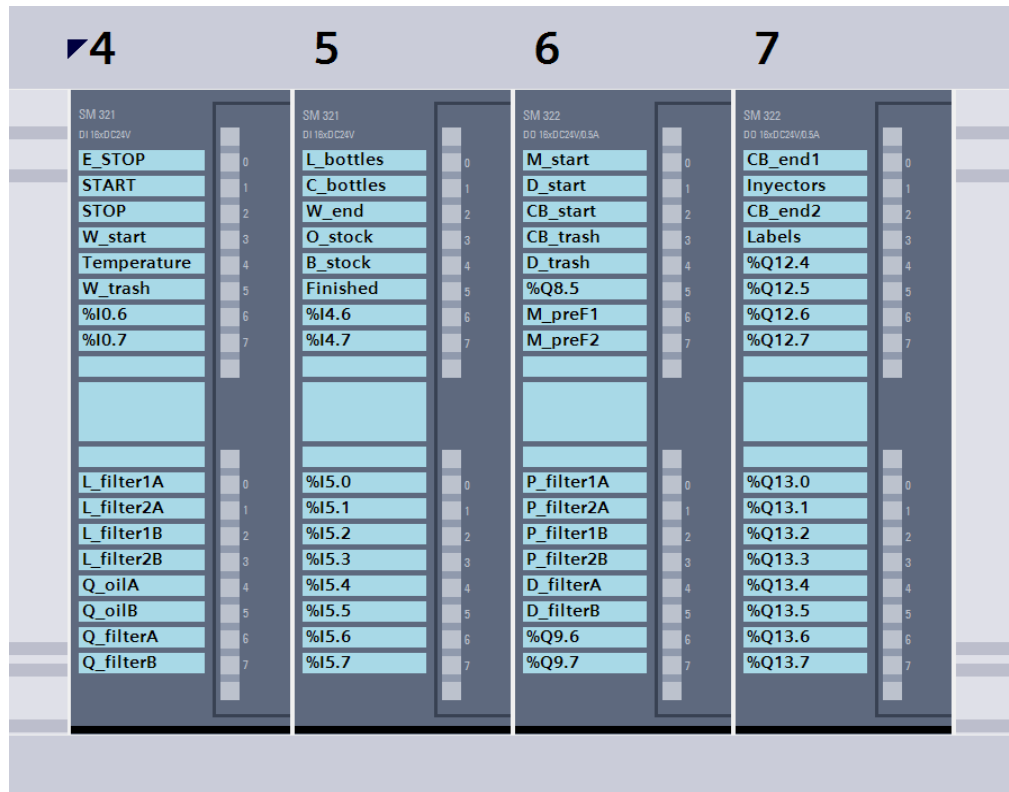 4
5
6
7
SM 321
DI 16xDC24V
E_STOP
START
STOP
W_start
Temperature
W_trash
%I0.6
%I0.7
0
1
2
3
4
5
6
7
L_filter1A
L_filter2A
L_filter1B
L_filter2B
Q_oilA
Q_oilB
Q_filterA
Q_filterB
0
1
2
3
4
5
6
7
SM 321
DI 16xDC24V
L_bottles
C_bottles
W_end
O_stock
B_stock
Finished
%I4.6
%I4.7
0
1
2
3
4
5
6
7
%I5.0
%I5.1
%I5.2
%I5.3
%I5.4
%I5.5
%I5.6
%I5.7
0
1
2
3
4
5
6
7
SM 322
DO 16xDC24V/0.5A
M_start
D_start
CB_start
CB_trash
D_trash
%Q8.5
M_preF1
M_preF2
0
1
2
3
4
5
6
7
P_filter1A
P_filter2A
P_filter1B
P_filter2B
D_filterA
D_filterB
%Q9.6
%Q9.7
0
1
2
3
4
5
6
7
SM 322
DO 16xDC24V/0.5A
CB_end1
Inyectors
CB_end2
Labels
%Q12.4
%Q12.5
%Q12.6
%Q12.7
0
1
2
3
4
5
6
7
%Q13.0
%Q13.1
%Q13.2
%Q13.3
%Q13.4
%Q13.5
%Q13.6
%Q13.7
0
1
2
3
4
5
6
7